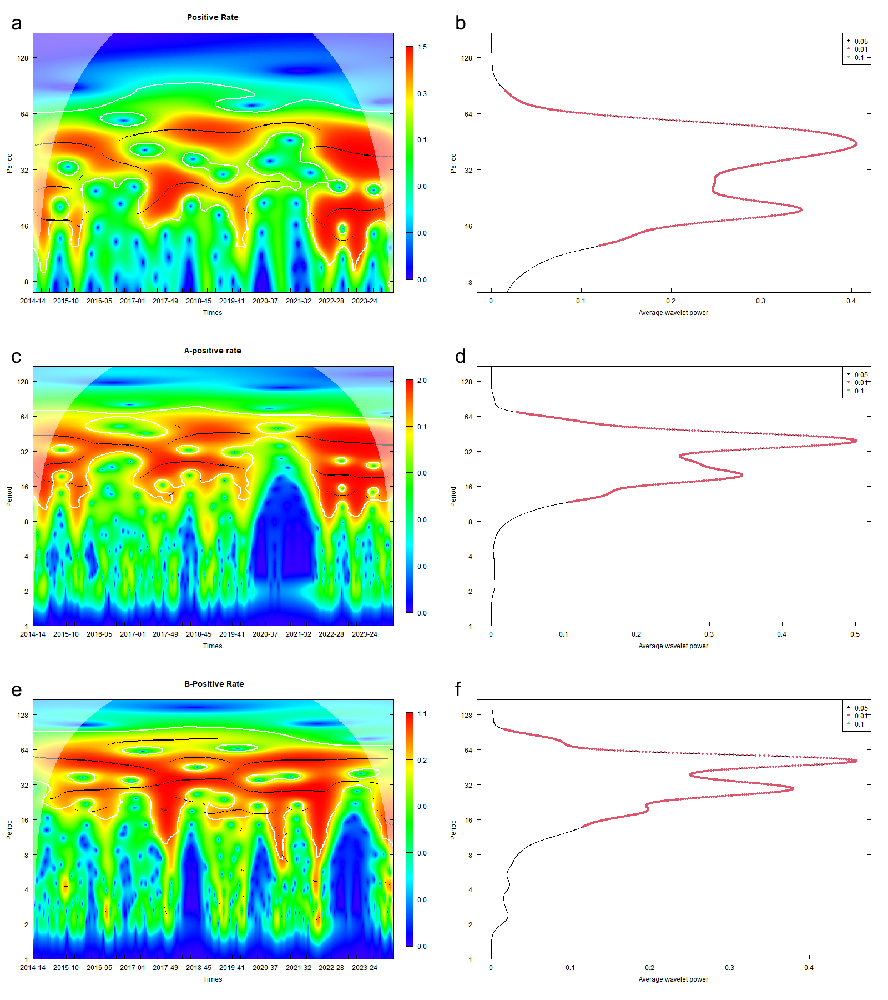 a
Positive Rate
b
128
64
32
16
8
Period
2014-14 2015-10 2016-05 2017-01 2017-49 2018-45 2019-41 2020-37 2021-32 2022-28 2023-24
Times
1.5
0.3
0.1
0.0
0.0
0.0
128
64
32
16
8
Period
0 0.1 0.2 0.3 0.4
Average wavelet power
0.05
0.01
0.1
c
A-positive rate
d
128
64
32
16
8
4
2
1
Period
2014-14 2015-10 2016-05 2017-01 2017-49 2018-45 2019-41 2020-37 2021-32 2022-28 2023-24
Times
2.0
0.1
0.0
0.0
0.0
0.0
128
64
32
16
8
4
2
1
Period
0 0.1 0.2 0.3 0.4 0.5
Average wavelet power
0.05
0.01
0.1
e
B-Positive Rate
f
128
64
32
16
8
4
2
1
Period
2014-14 2015-10 2016-05 2017-01 2017-49 2018-45 2019-41 2020-37 2021-32 2022-28 2023-24
Times
1.1
0.2
0.0
0.0
0.0
0.0
128
64
32
16
8
4
2
1
Period
0 0.1 0.2 0.3 0.4
Average wavelet power
0.05
0.01
0.1